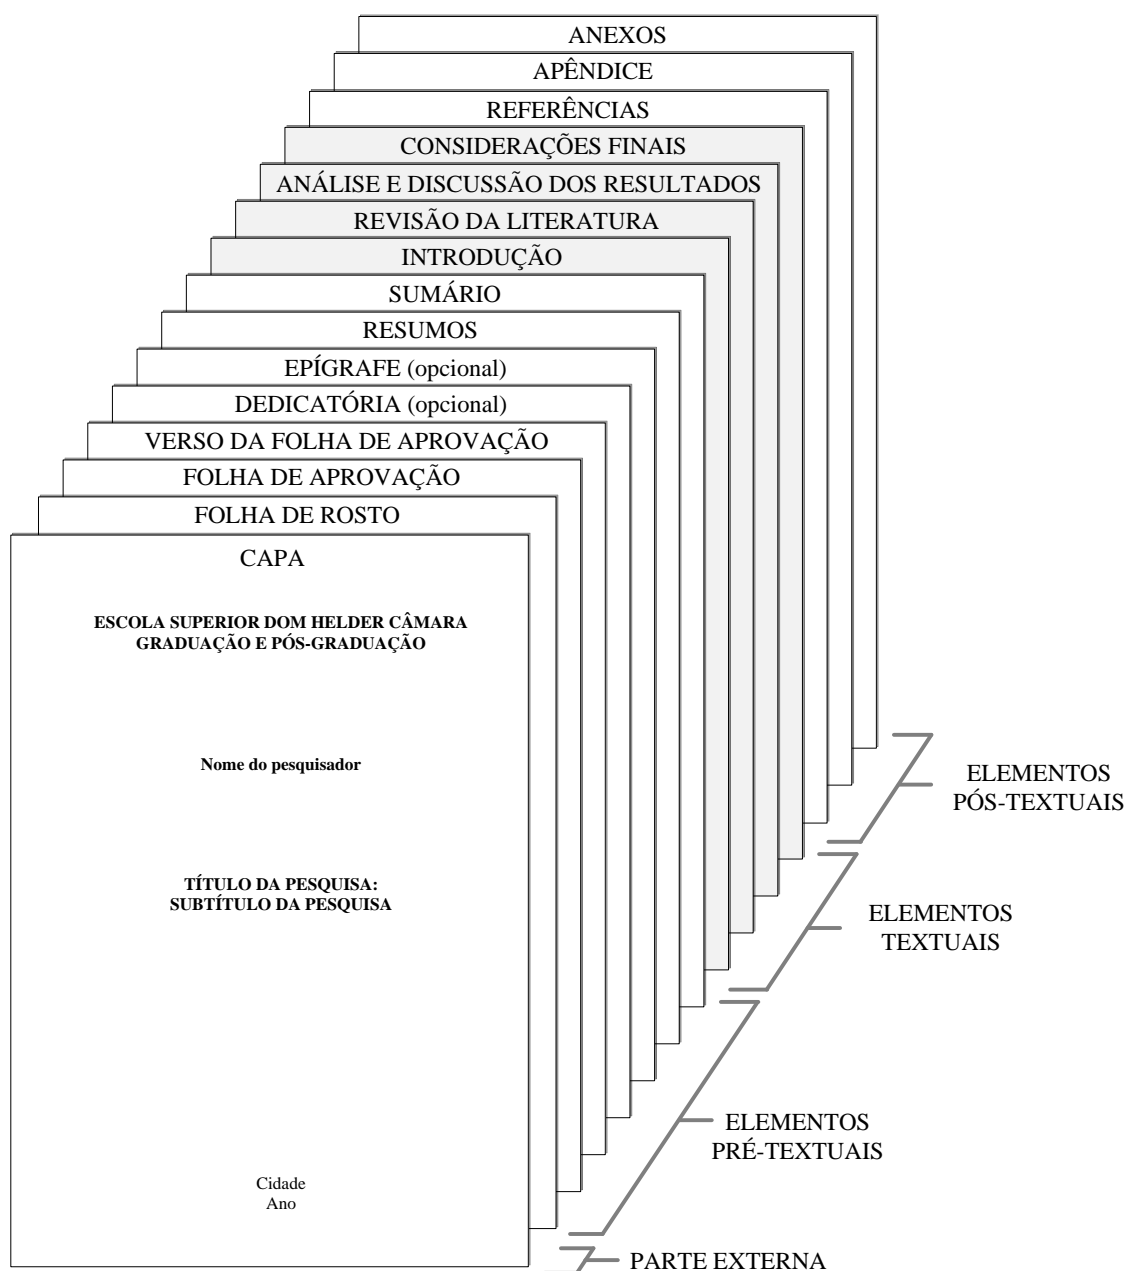 ANEXOS
APÊNDICE
REFERÊNCIAS
CONSIDERAÇÕES FINAIS
ANÁLISE E DISCUSSÃO DOS RESULTADOS
REVISÃO DA LITERATURA
INTRODUÇÃO
SUMÁRIO
RESUMOS
EPÍGRAFE (opcional)
DEDICATÓRIA (opcional)
VERSO DA FOLHA DE APROVAÇÃO
FOLHA DE APROVAÇÃO
FOLHA DE ROSTO
CAPA
ESCOLA SUPERIOR DOM HELDER CÂMARA
GRADUAÇÃO E PÓS-GRADUAÇÃO
Nome do pesquisador
TÍTULO DA PESQUISA:
SUBTÍTULO DA PESQUISA
Cidade
Ano
ELEMENTOS
PÓS-TEXTUAIS
ELEMENTOS
TEXTUAIS
ELEMENTOS
PRÉ-TEXTUAIS
PARTE EXTERNA